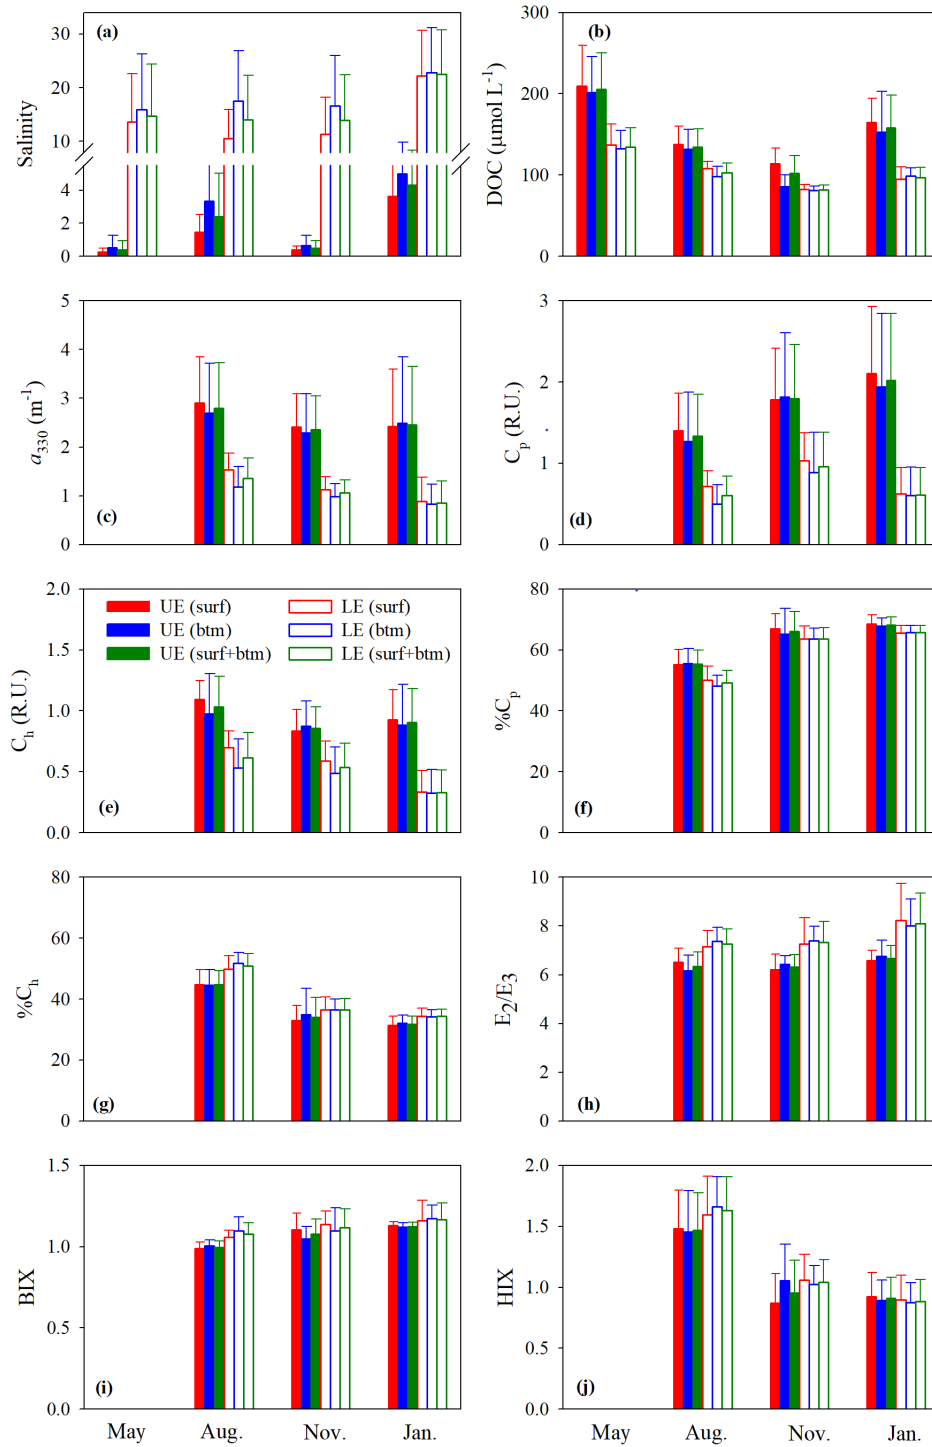 (a)
30
20
10
4
2
0
Salinity
(b)
300
200
100
0
DOC (µmol L⁻¹)
5
4
3
2
1
0
a₃₃₀ (m⁻¹)
(c)
3
2
1
0
Cₚ (R.U.)
(d)
2.0
1.5
1.0
0.5
0.0
Cₕ (R.U.)
UE (surf)
LE (surf)
UE (btm)
LE (btm)
UE (surf+btm)
LE (surf+btm)
(e)
80
60
40
20
0
%Cₚ
(f)
80
60
40
20
0
%Cₕ
(g)
10
8
6
4
2
0
E₂/E₃
(h)
1.5
1.0
0.5
0.0
BIX
(i)
May
Aug.
Nov.
Jan.
2.0
1.5
1.0
0.5
0.0
HIX
(j)
May
Aug.
Nov.
Jan.